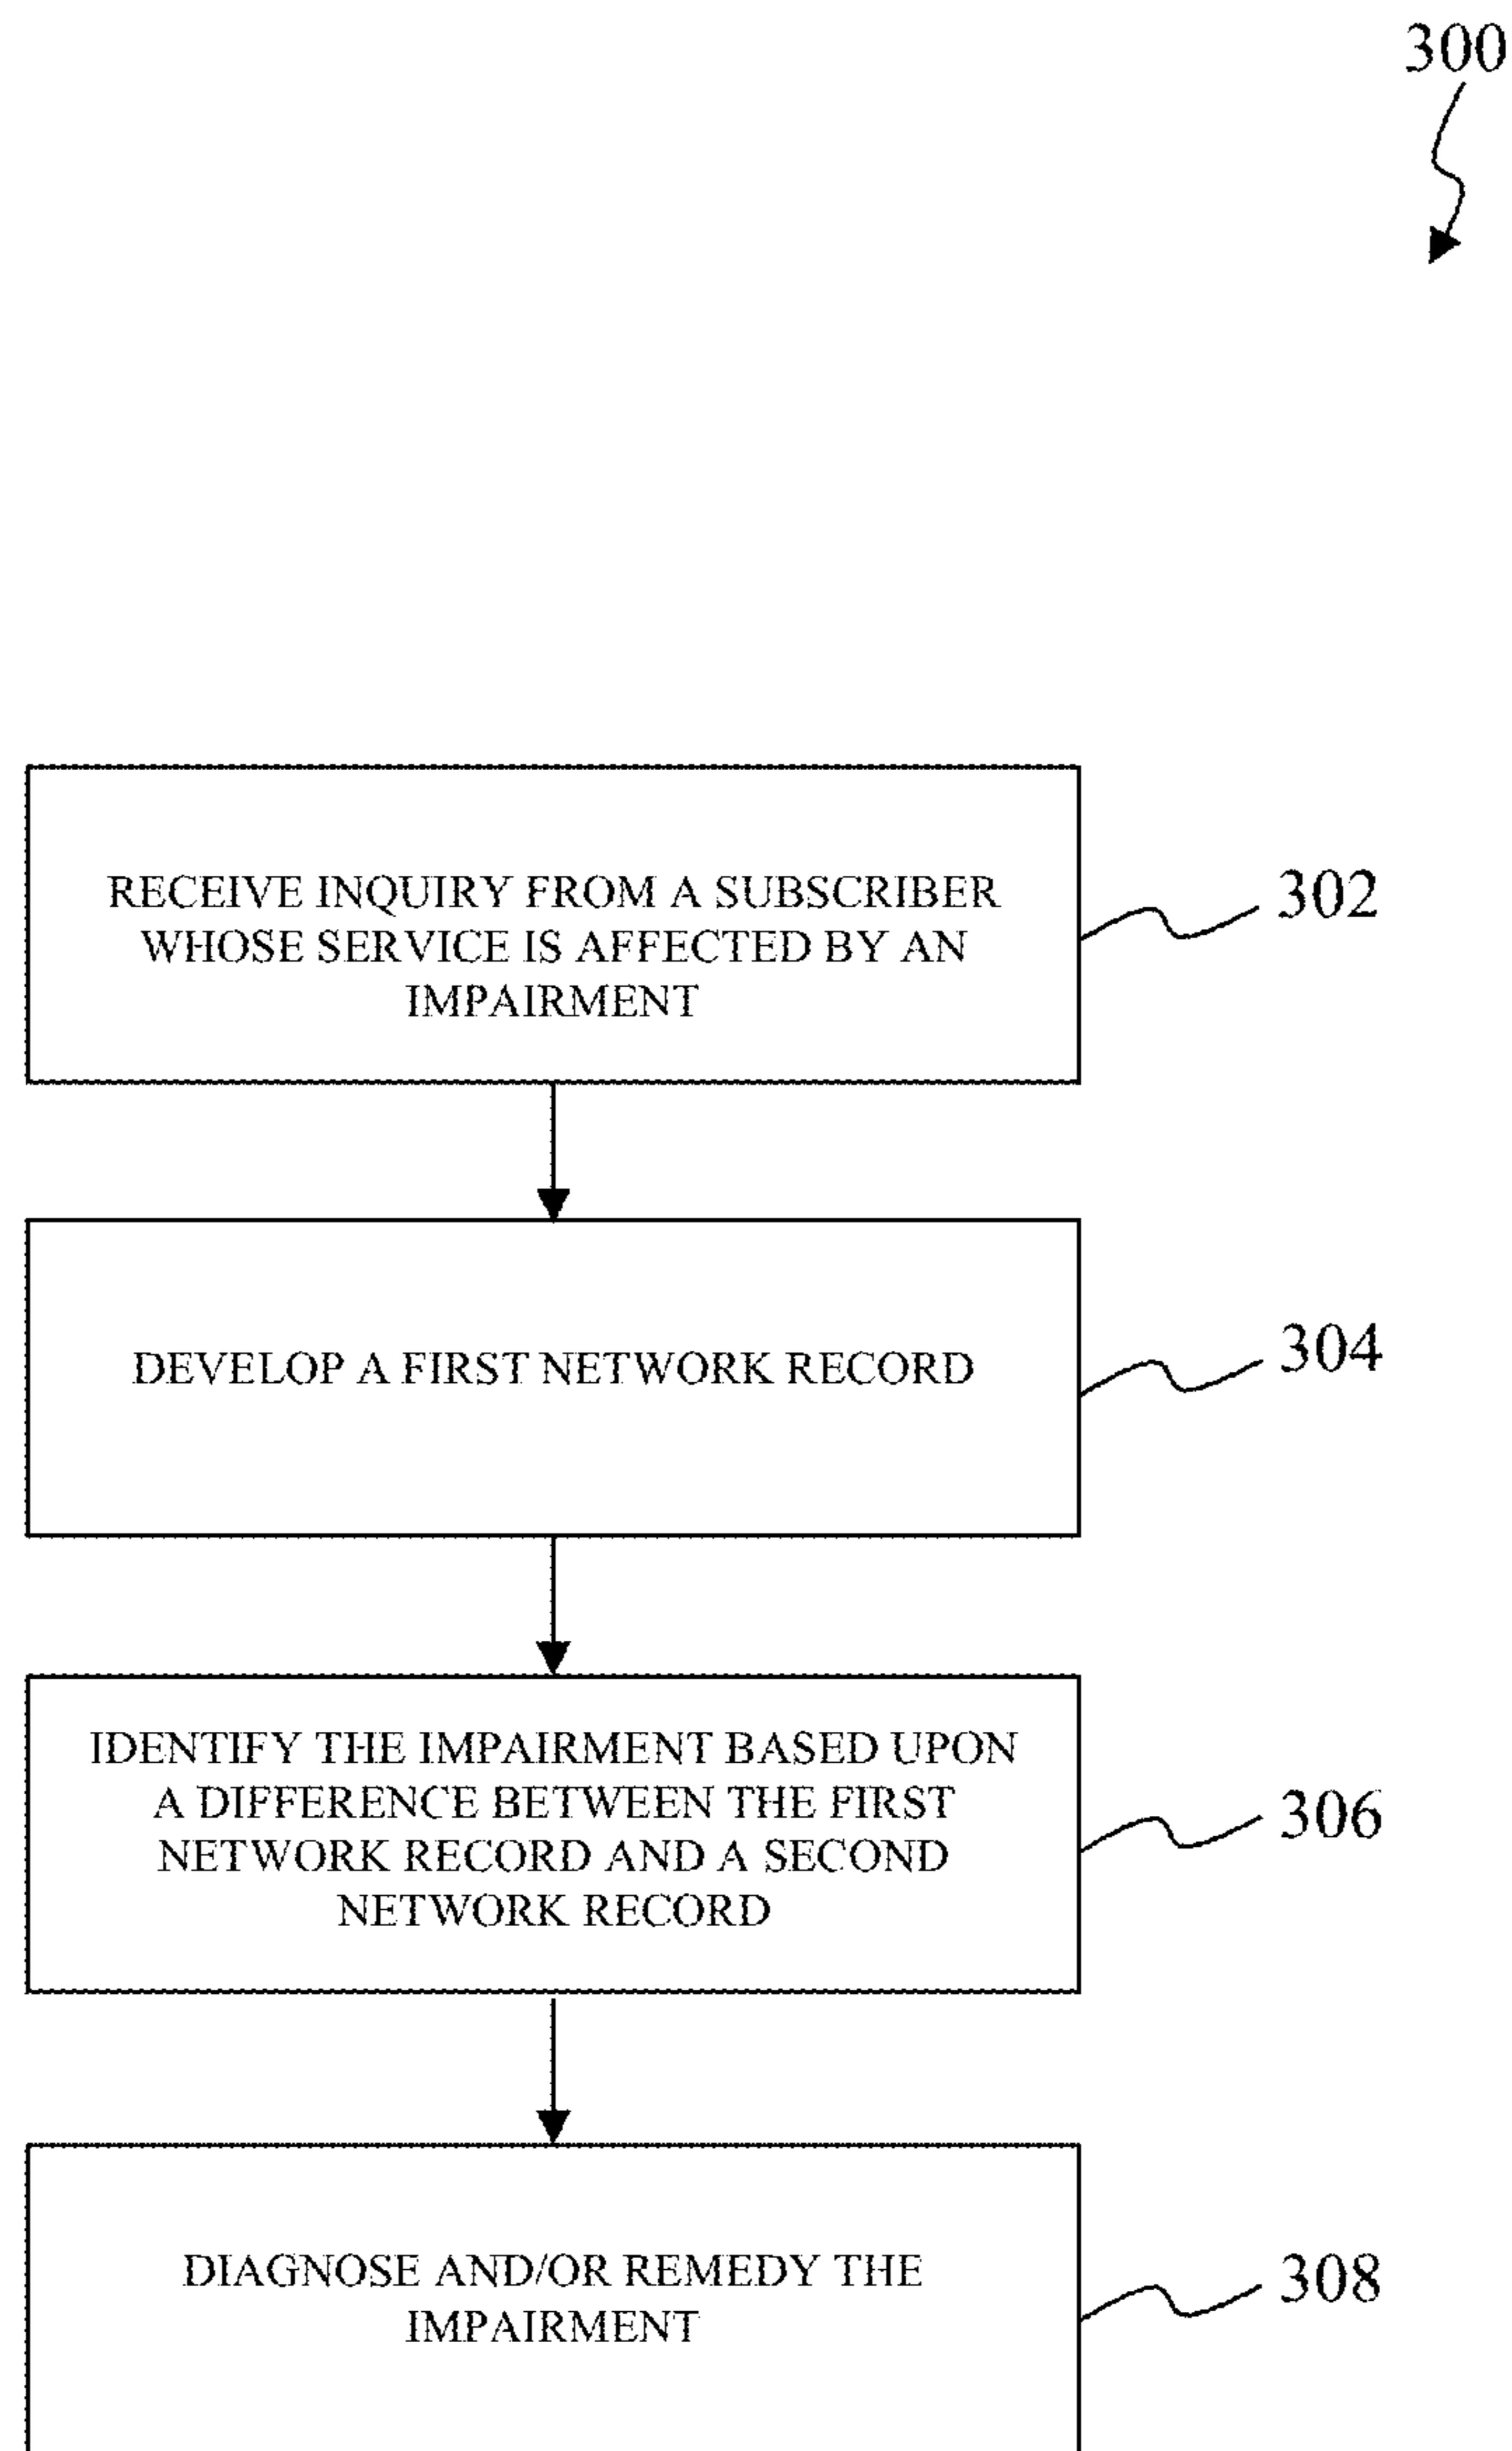 300
RECEIVE INQUIRY FROM A SUBSCRIBER
WHOSE SERVICE IS AFFECTED BY AN
IMPAIRMENT
302
DEVELOP A FIRST NETWORK RECORD
304
IDENTIFY THE IMPAIRMENT BASED UPON
A DIFFERENCE BETWEEN THE FIRST
NETWORK RECORD AND A SECOND
NETWORK RECORD
306
DIAGNOSE AND/OR REMEDY THE
IMPAIRMENT
308